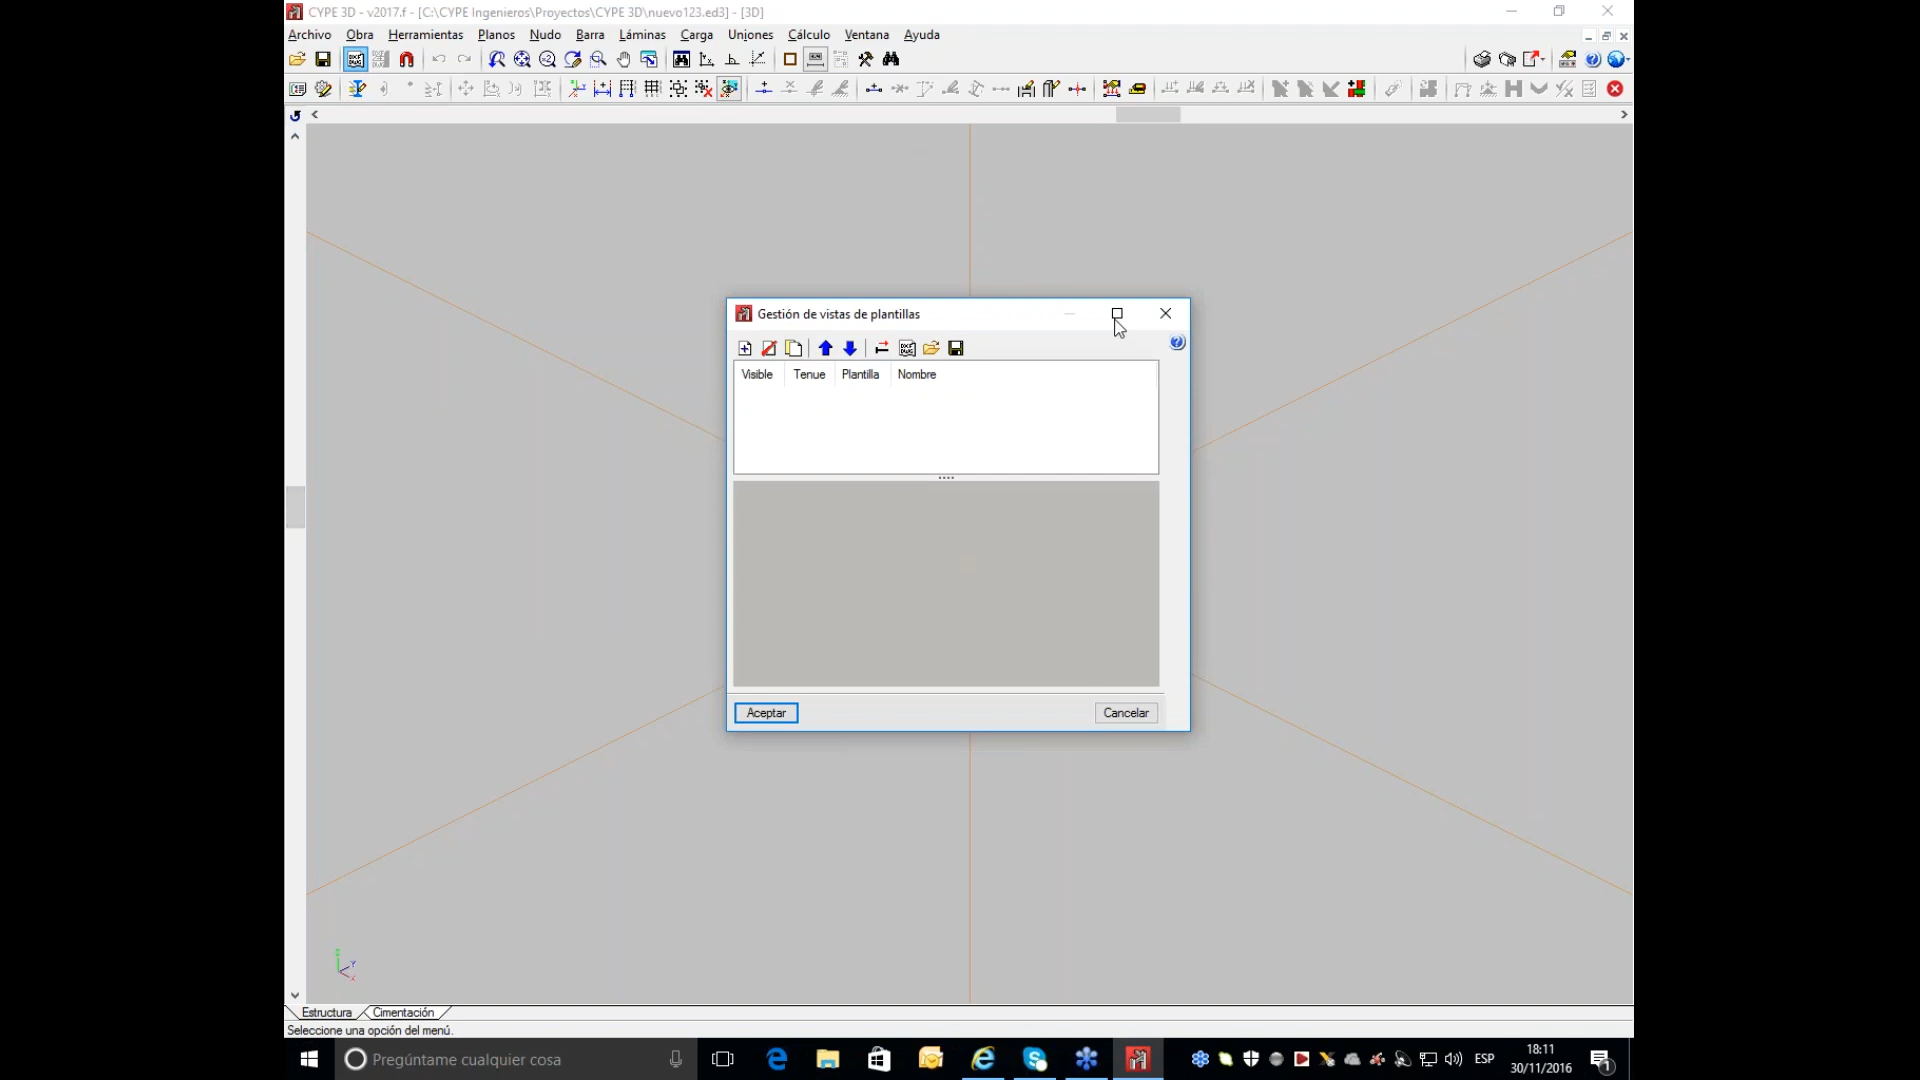 CYPE 3D - v2017.f - [C:\CYPE Ingenieros\Proyectos\CYPE 3D\nuevo123.ed3] - [3D]
Archivo Obra Herramientas Planos Nudo Barra Láminas Carga Uniones Cálculo Ventana Ayuda
Gestión de vistas de plantillas
Visible Tenue Plantilla Nombre
Aceptar Cancelar
Estructura Cimentación
Seleccione una opción del menú.
Pregúntame cualquier cosa
ESP
18:11
30/11/2016
1